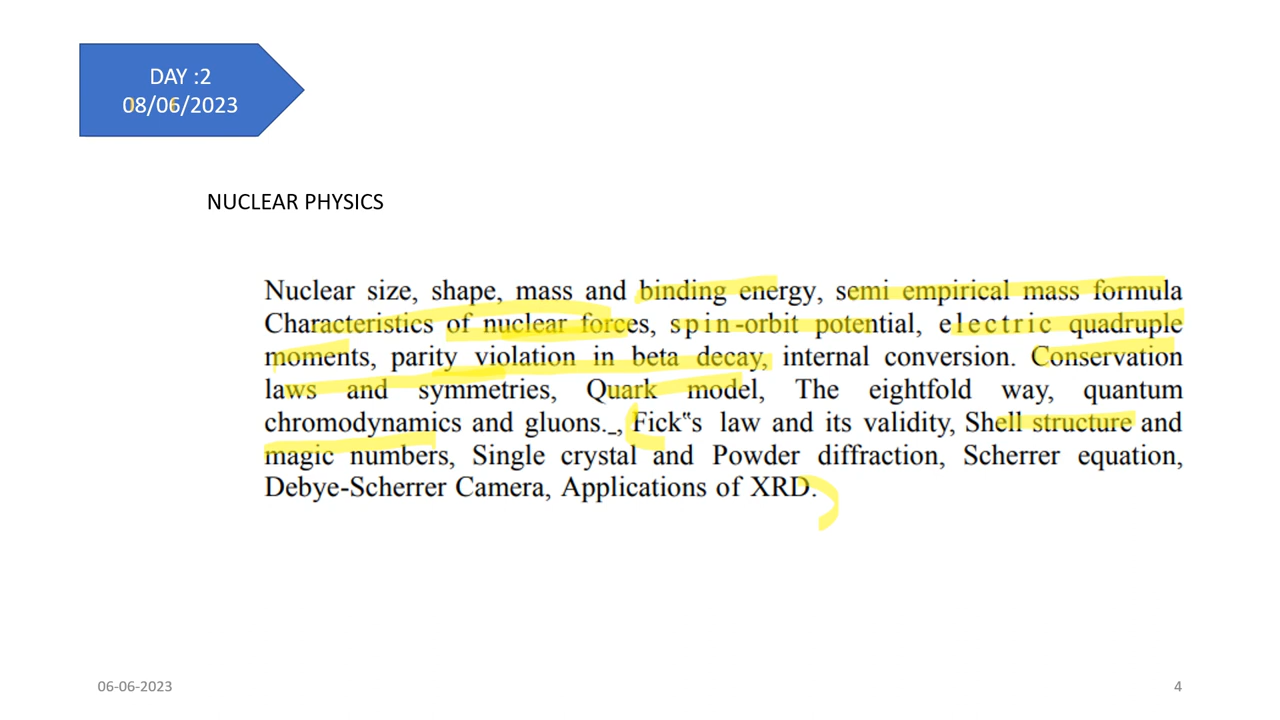 DAY :2
08/06/2023
NUCLEAR PHYSICS
Nuclear size, shape, mass and binding energy, semi empirical mass formula
Characteristics of nuclear forces, spin-orbit potential, electric quadruple
moments, parity violation in beta decay, internal conversion. Conservation
laws and symmetries, Quark model, The eightfold way, quantum
chromodynamics and gluons._, Fick‟s law and its validity, Shell structure and
magic numbers, Single crystal and Powder diffraction, Scherrer equation,
Debye-Scherrer Camera, Applications of XRD.
06-06-2023
4